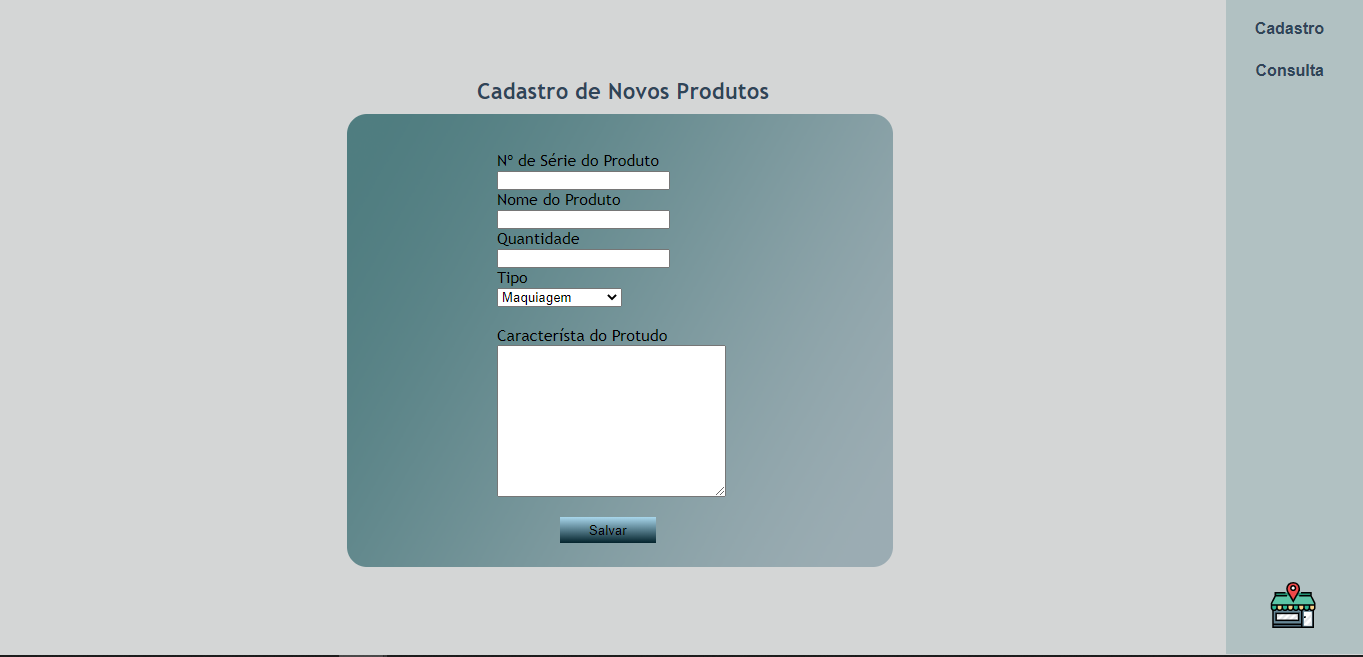 Cadastro
Consulta
Cadastro de Novos Produtos
Nº de Série do Produto
Nome do Produto
Quantidade
Tipo
Maquiagem
Característa do Protudo
Salvar